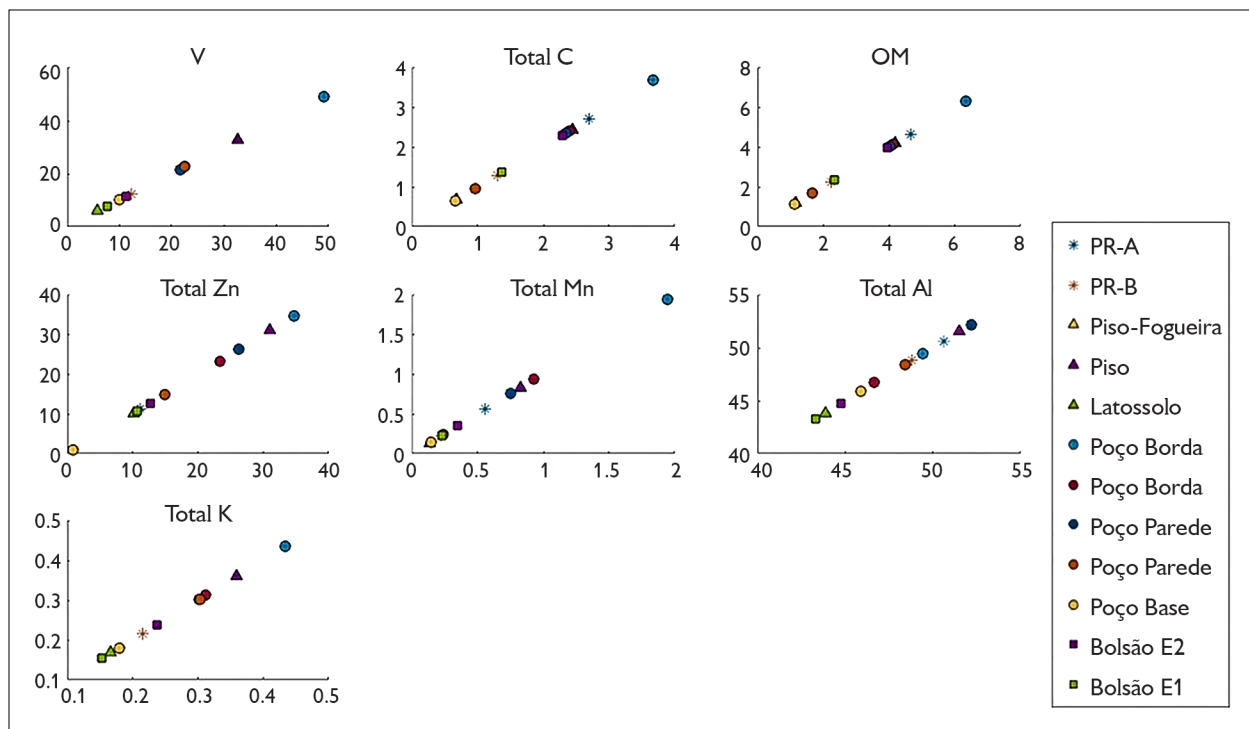 V
60
40
20
0
0 10 20 30 40 50
Total C
4
3
2
1
0
0 1 2 3 4
OM
8
6
4
2
0
0 2 4 6 8
Total Zn
40
30
20
10
0
0 10 20 30 40
Total Mn
2
1.5
1
0.5
0
0 0.5 1 1.5 2
Total Al
55
50
45
40
40 45 50 55
Total K
0.5
0.4
0.3
0.2
0.1
0.1 0.2 0.3 0.4 0.5
PR-A
PR-B
Piso-Fogueira
Piso
Latossolo
Poço Borda
Poço Borda
Poço Parede
Poço Parede
Poço Base
Bolsão E2
Bolsão E1